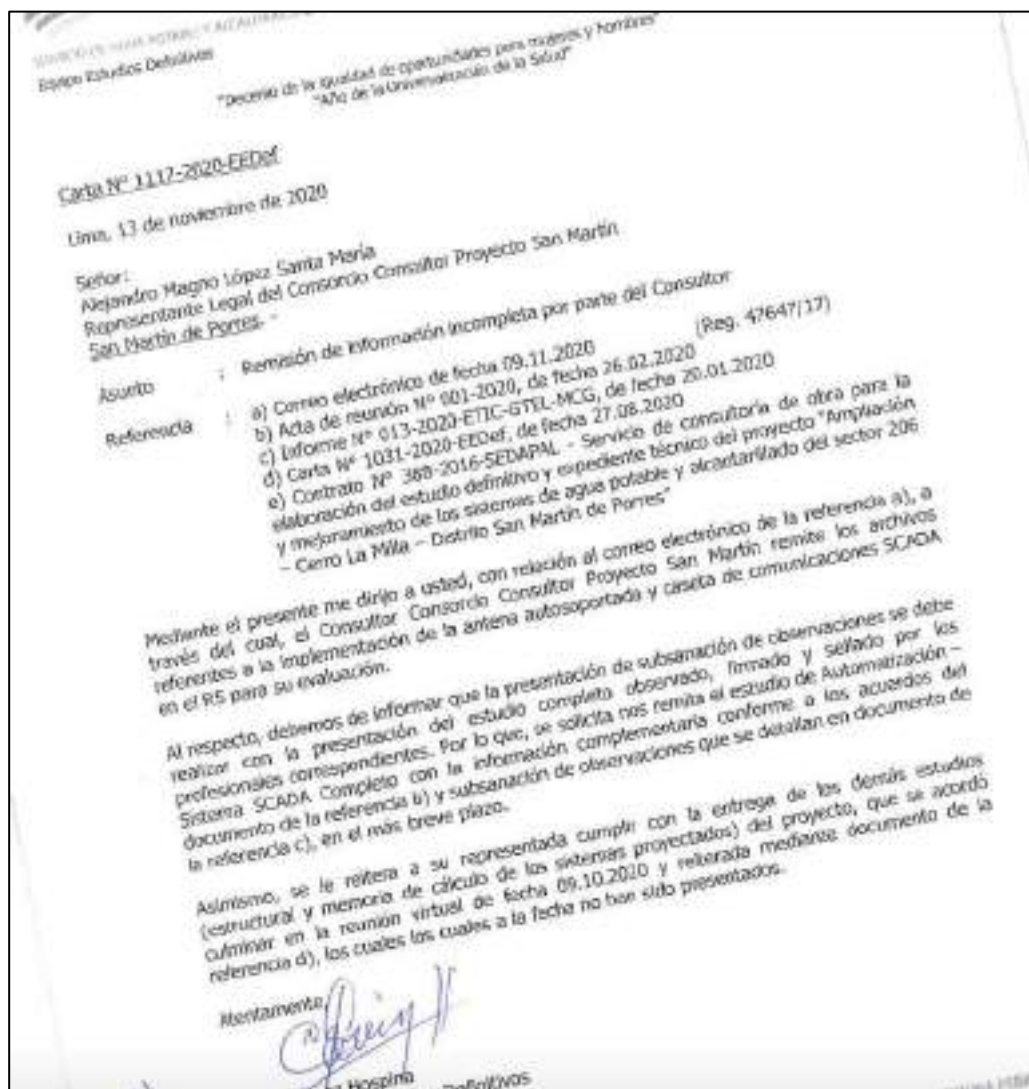 SERVICIO DE AGUA POTABLE Y ALCANTARILLADO
Equipo Estudios Definitivos
"Decenio de la igualdad de oportunidades para mujeres y hombres"
"Año de la Universalización de la Salud"
Carta N° 1117-2020-EEDef
Lima, 13 de noviembre de 2020
Señor:
Alejandro Magno López Santa María
Representante Legal del Consorcio Consultor Proyecto San Martín
San Martín de Porres. -
Asunto : Remisión de información incompleta por parte del Consultor
(Reg. 47647/17)
Referencia : a) Correo electrónico de fecha 09.11.2020
b) Acta de reunión N° 001-2020, de fecha 26.02.2020
c) Informe N° 013-2020-ETIC-GTEL-MCG, de fecha 20.01.2020
d) Carta N° 1031-2020-EEDef, de fecha 27.08.2020
e) Contrato N° 388-2016-SEDAPAL - Servicio de consultoría de obra para la
elaboración del estudio definitivo y expediente técnico del proyecto "Ampliación
y mejoramiento de los sistemas de agua potable y alcantarillado del sector 206
– Cerro La Milla – Distrito San Martín de Porres"
Mediante el presente me dirijo a usted, con relación al correo electrónico de la referencia a), a
través del cual, el Consultor Consorcio Consultor Proyecto San Martín remite los archivos
referentes a la implementación de la antena autosoportada y caseta de comunicaciones SCADA
en el R5 para su evaluación.
Al respecto, debemos de informar que la presentación de subsanación de observaciones se debe
realizar con la presentación del estudio completo observado, firmado y sellado por los
profesionales correspondientes. Por lo que, se solicita nos remita el estudio de Automatización –
Sistema SCADA Completo con la información complementaria conforme a los acuerdos del
documento de la referencia b) y subsanación de observaciones que se detallan en documento de
la referencia c), en el más breve plazo.
Asimismo, se le reitera a su representada cumplir con la entrega de los demás estudios
(estructural y memoria de cálculo de los sistemas proyectados) del proyecto, que se acordó
culminar en la reunión virtual de fecha 09.10.2020 y reiterada mediante documento de la
referencia d), los cuales los cuales a la fecha no han sido presentados.
Atentamente,
Hospina
Definitivos